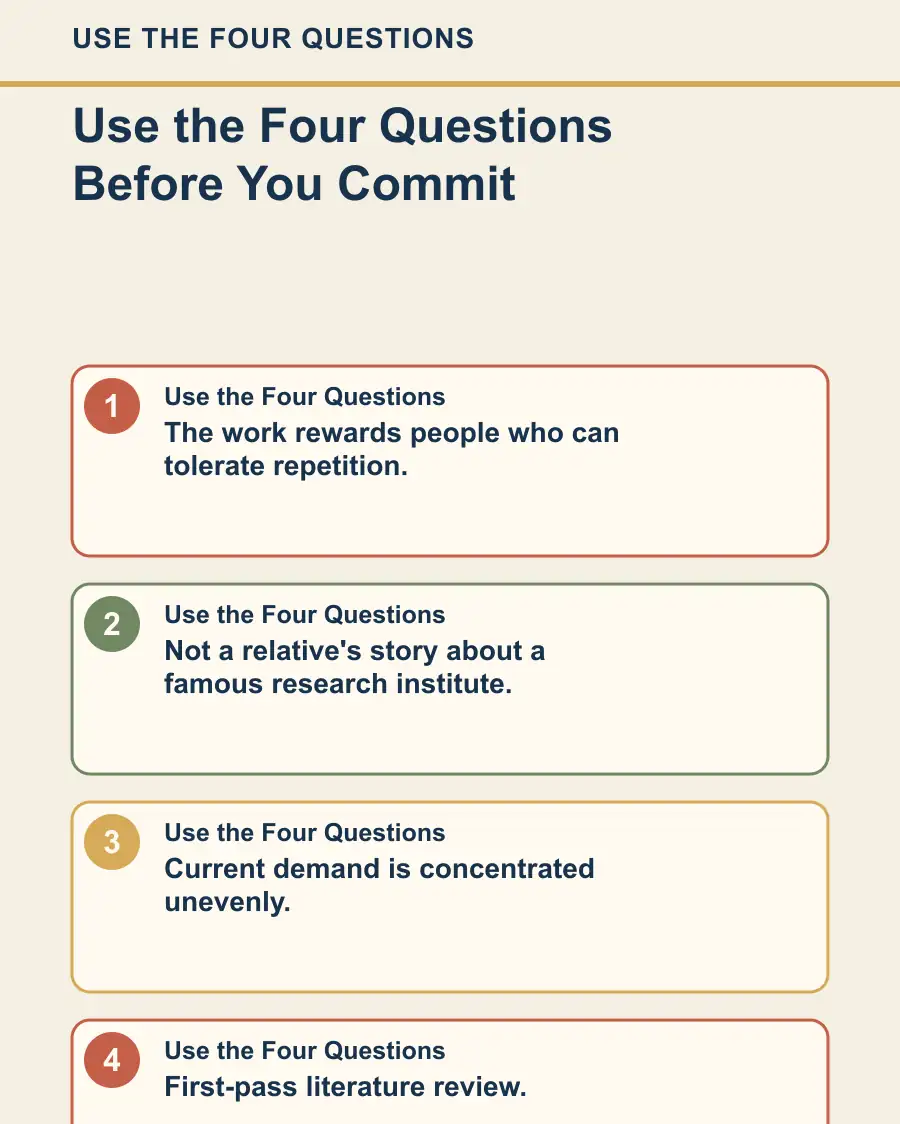 USE THE FOUR QUESTIONS
Use the Four Questions
Before You Commit
1
Use the Four Questions
The work rewards people who can
tolerate repetition.
2
Use the Four Questions
Not a relative's story about a
famous research institute.
3
Use the Four Questions
Current demand is concentrated
unevenly.
4
Use the Four Questions
First-pass literature review.